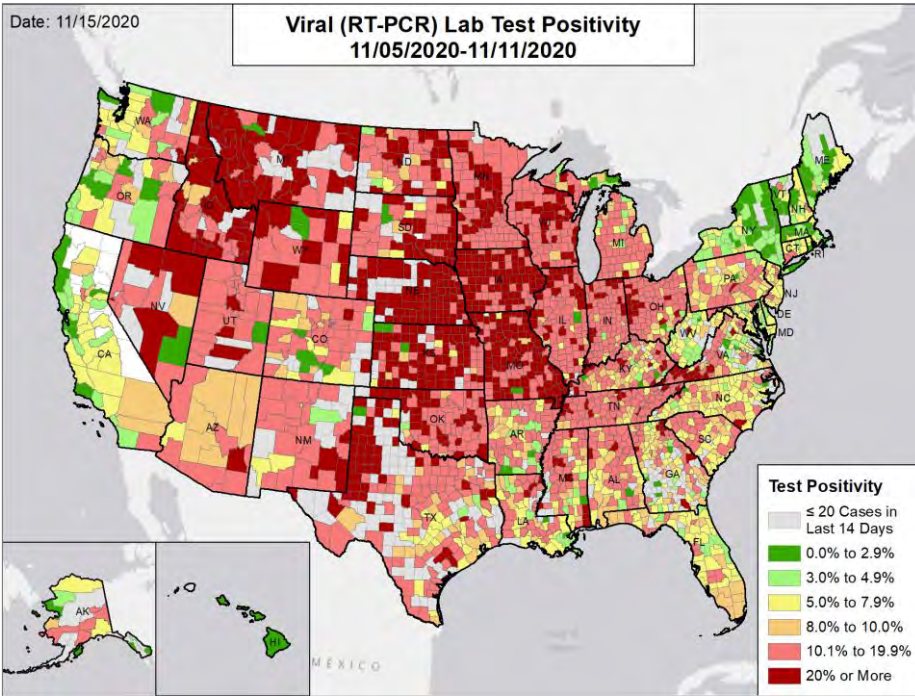 Date: 11/15/2020
Viral (RT-PCR) Lab Test Positivity
11/05/2020-11/11/2020
WA
ME
ND
MN
VT
OR
NH
ID
WI
MA
SD
NY
WY
MI
CT
RI
IA
PA
NE
NJ
NV
OH
IL
IN
DE
UT
MD
CO
WV
CA
VA
KS
MO
KY
NC
TN
OK
AZ
AR
SC
NM
GA
MS
AL
TX
LA
FL
AK
HI
MÉXICO
Test Positivity
≤ 20 Cases in
Last 14 Days
0.0% to 2.9%
3.0% to 4.9%
5.0% to 7.9%
8.0% to 10.0%
10.1% to 19.9%
20% or More